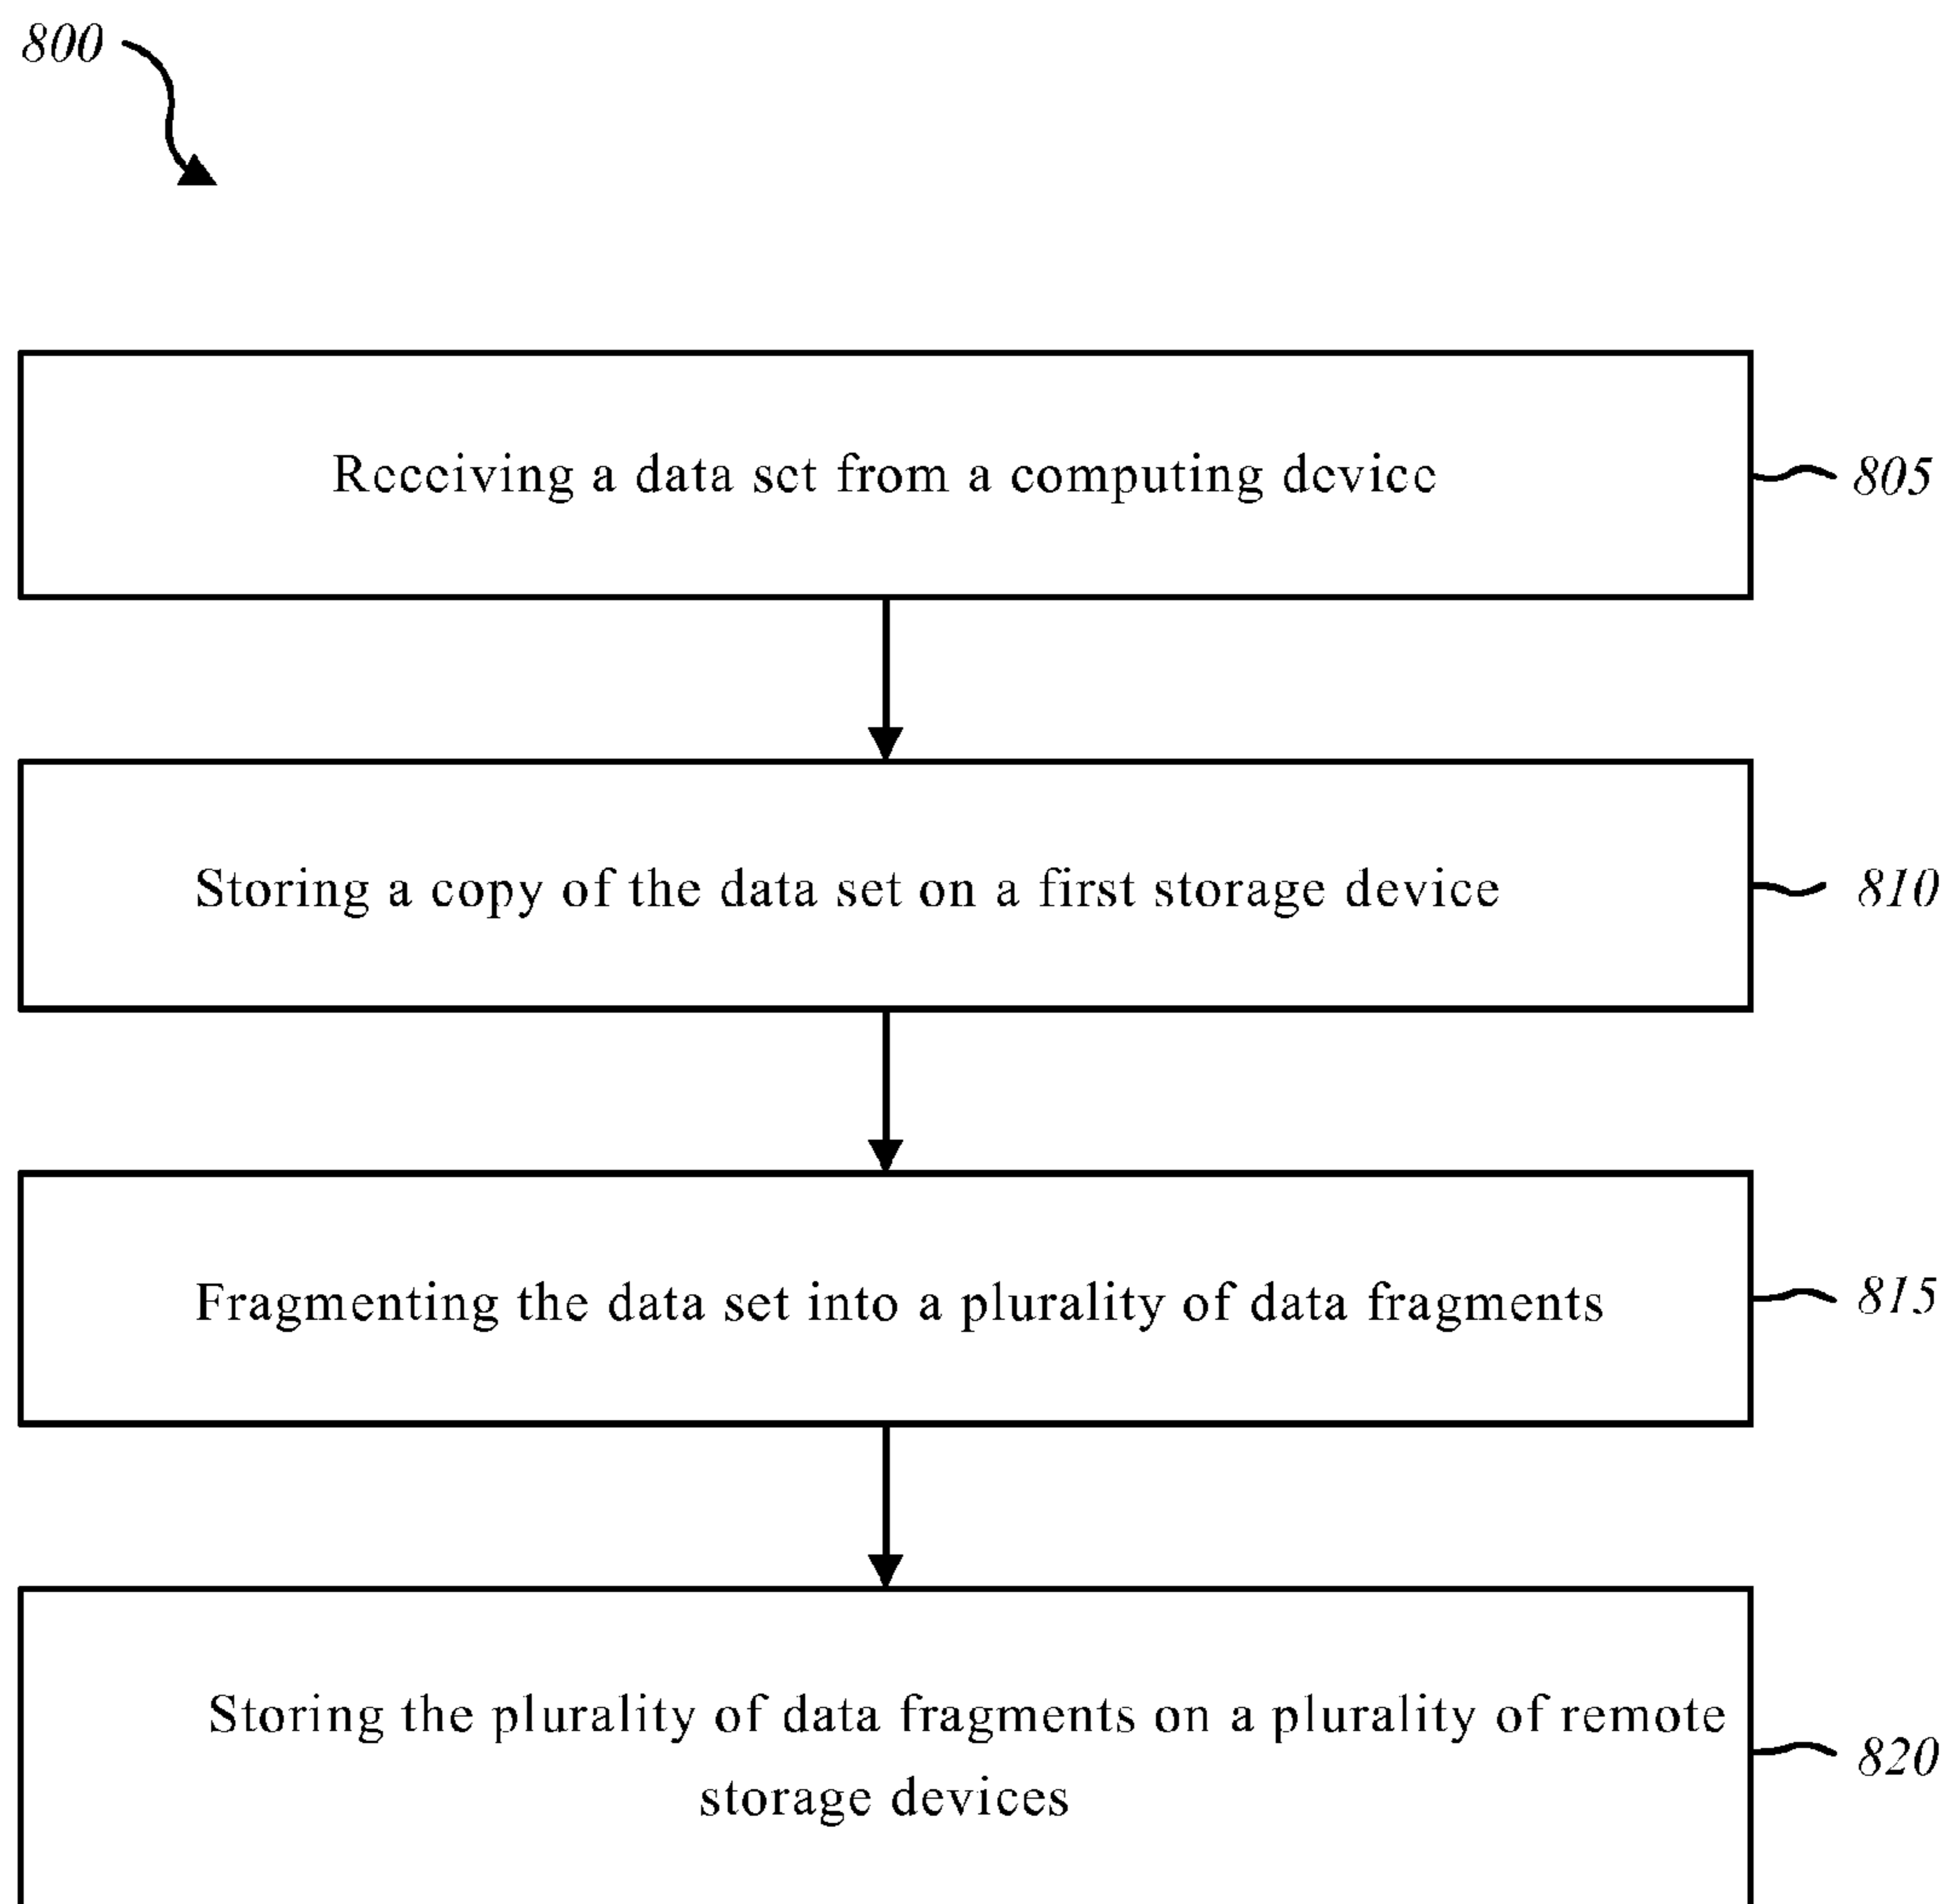 800
Receiving a data set from a computing device
805
Storing a copy of the data set on a first storage device
810
Fragmenting the data set into a plurality of data fragments
815
Storing the plurality of data fragments on a plurality of remote
storage devices
820